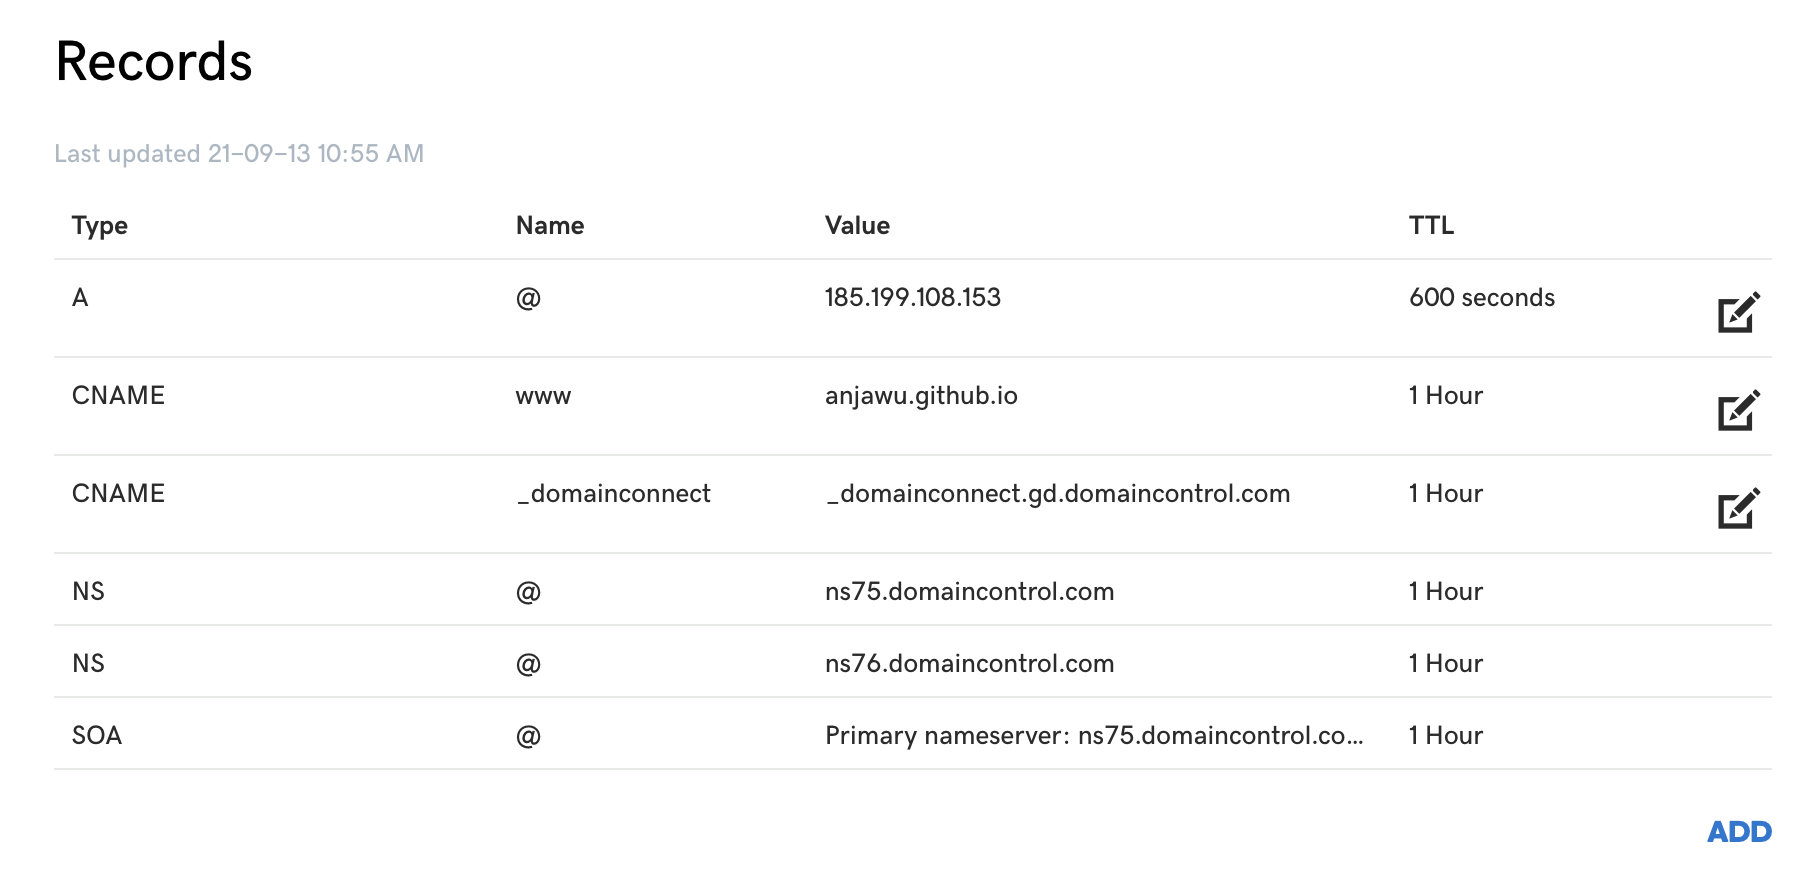 Records
Last updated 21-09-13 10:55 AM
Type Name Value TTL
A @ 185.199.108.153 600 seconds
CNAME www anjawu.github.io 1 Hour
CNAME _domainconnect _domainconnect.gd.domaincontrol.com 1 Hour
NS @ ns75.domaincontrol.com 1 Hour
NS @ ns76.domaincontrol.com 1 Hour
SOA @ Primary nameserver: ns75.domaincontrol.co... 1 Hour
ADD